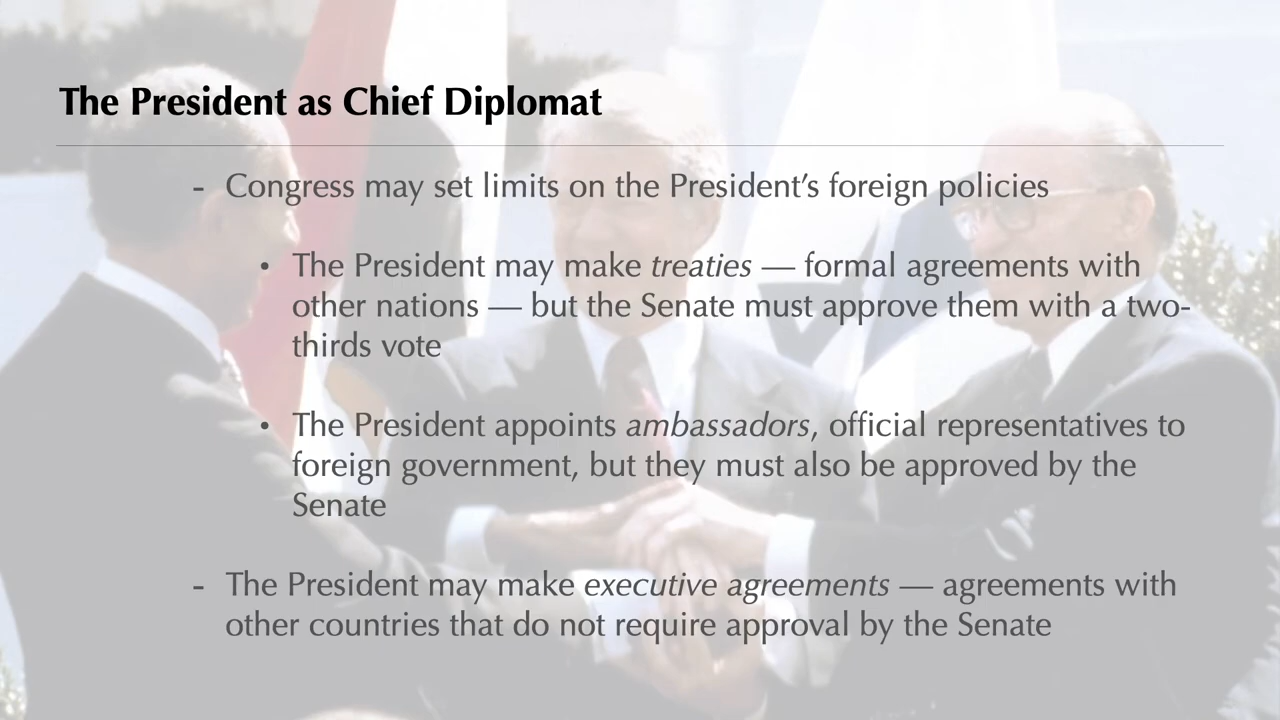 The President as Chief Diplomat
- Congress may set limits on the President’s foreign policies
• The President may make treaties — formal agreements with
other nations — but the Senate must approve them with a two-
thirds vote
• The President appoints ambassadors, official representatives to
foreign government, but they must also be approved by the
Senate
- The President may make executive agreements — agreements with
other countries that do not require approval by the Senate